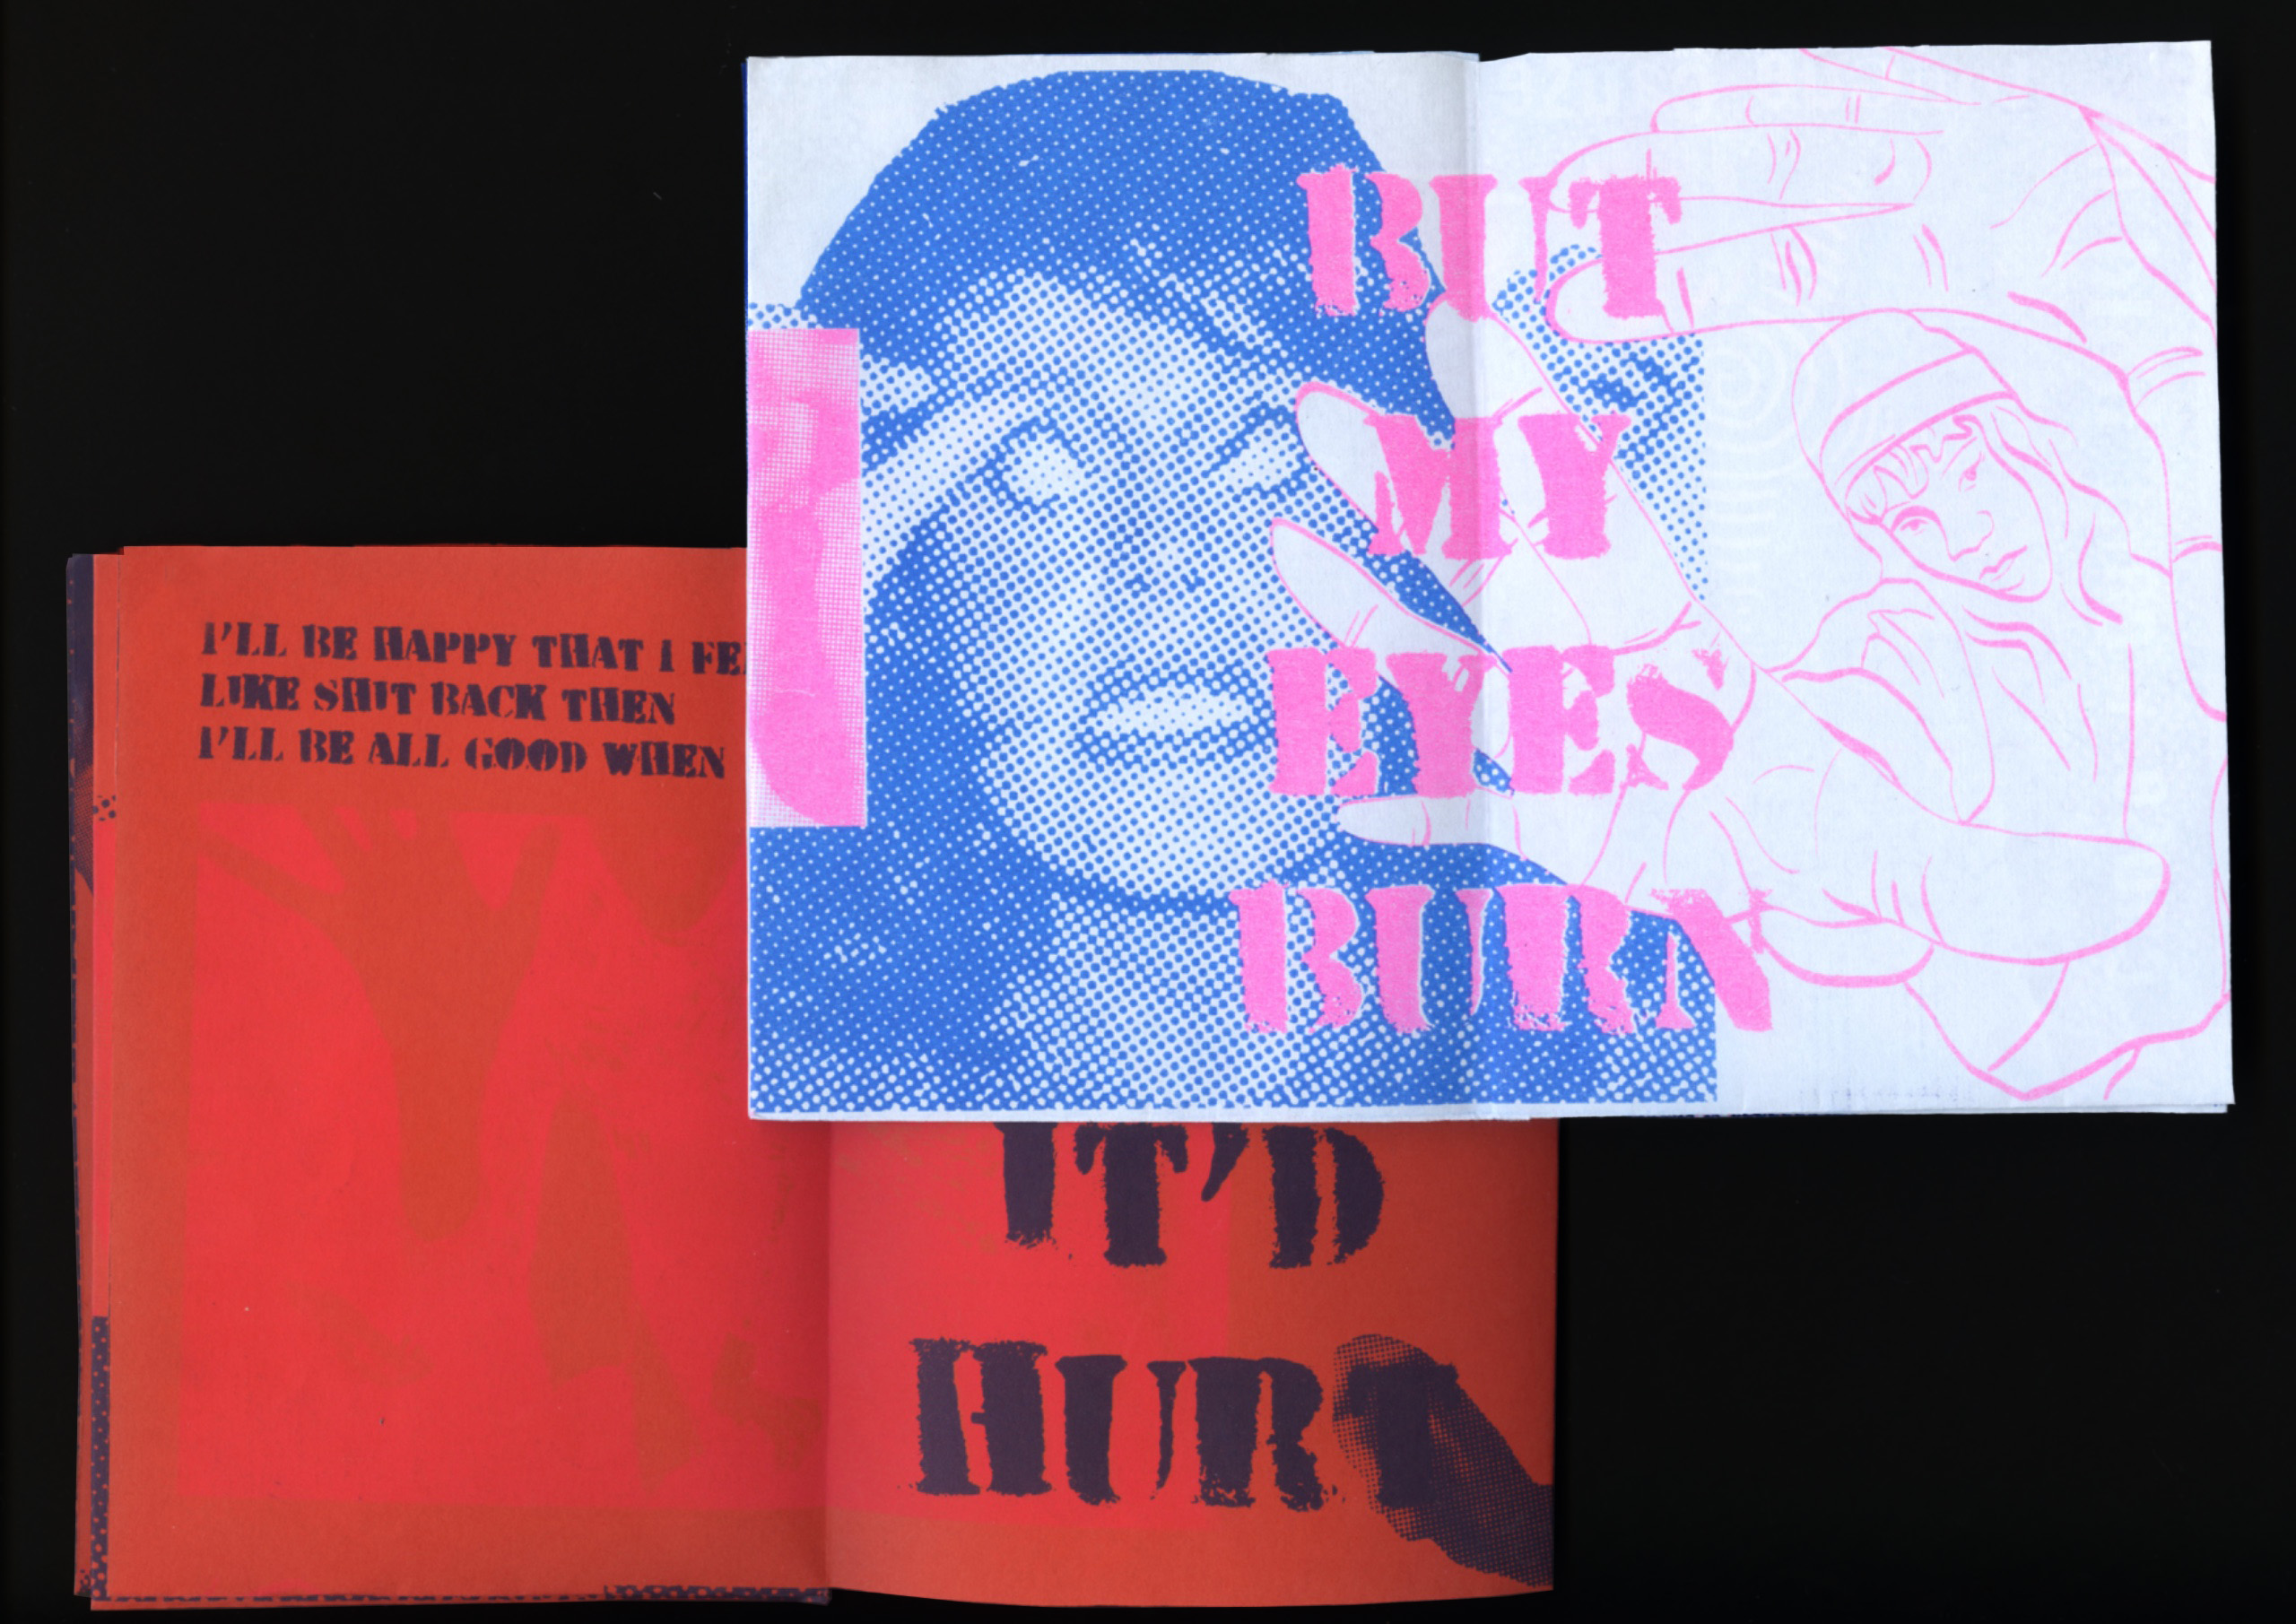 BUT
MY
EYES
BURN
I'LL BE HAPPY THAT I FE
LIKE SHIT BACK THEN
I'LL BE ALL GOOD WHEN
IT'D
HURT